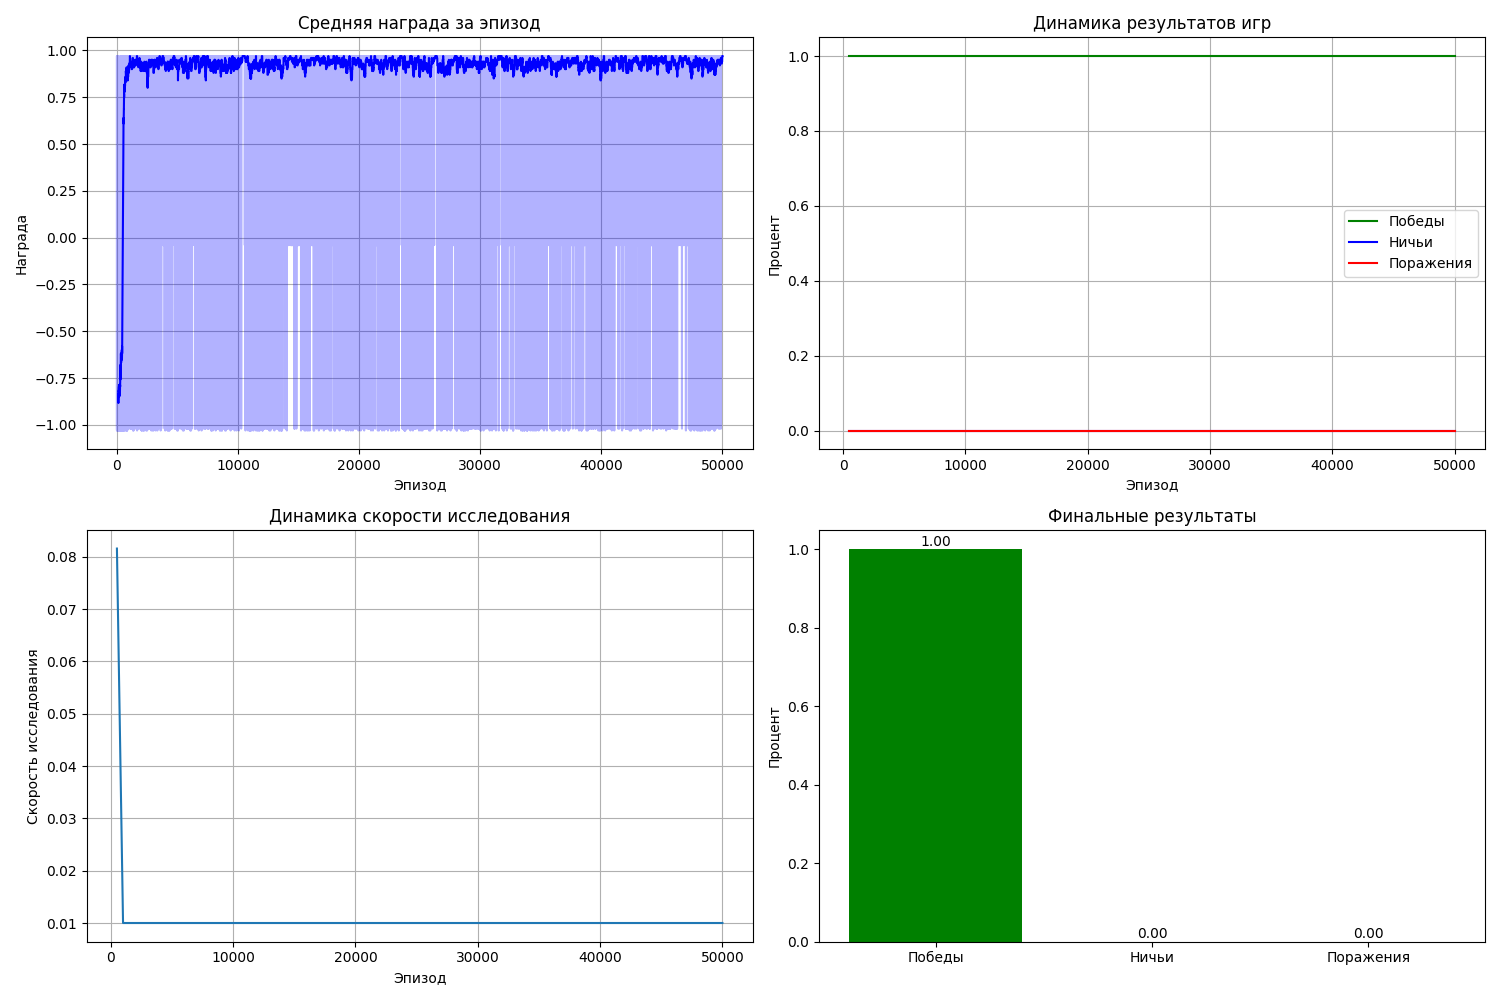 Средняя награда за эпизод
Награда
1.00
0.75
0.50
0.25
0.00
−0.25
−0.50
−0.75
−1.00
0 10000 20000 30000 40000 50000
Эпизод
Динамика результатов игр
Процент
1.0
0.8
0.6
0.4
0.2
0.0
Победы
Ничьи
Поражения
0 10000 20000 30000 40000 50000
Эпизод
Динамика скорости исследования
Скорость исследования
0.08
0.07
0.06
0.05
0.04
0.03
0.02
0.01
0 10000 20000 30000 40000 50000
Эпизод
Финальные результаты
Процент
1.0
0.8
0.6
0.4
0.2
0.0
1.00
0.00 0.00
Победы Ничьи Поражения